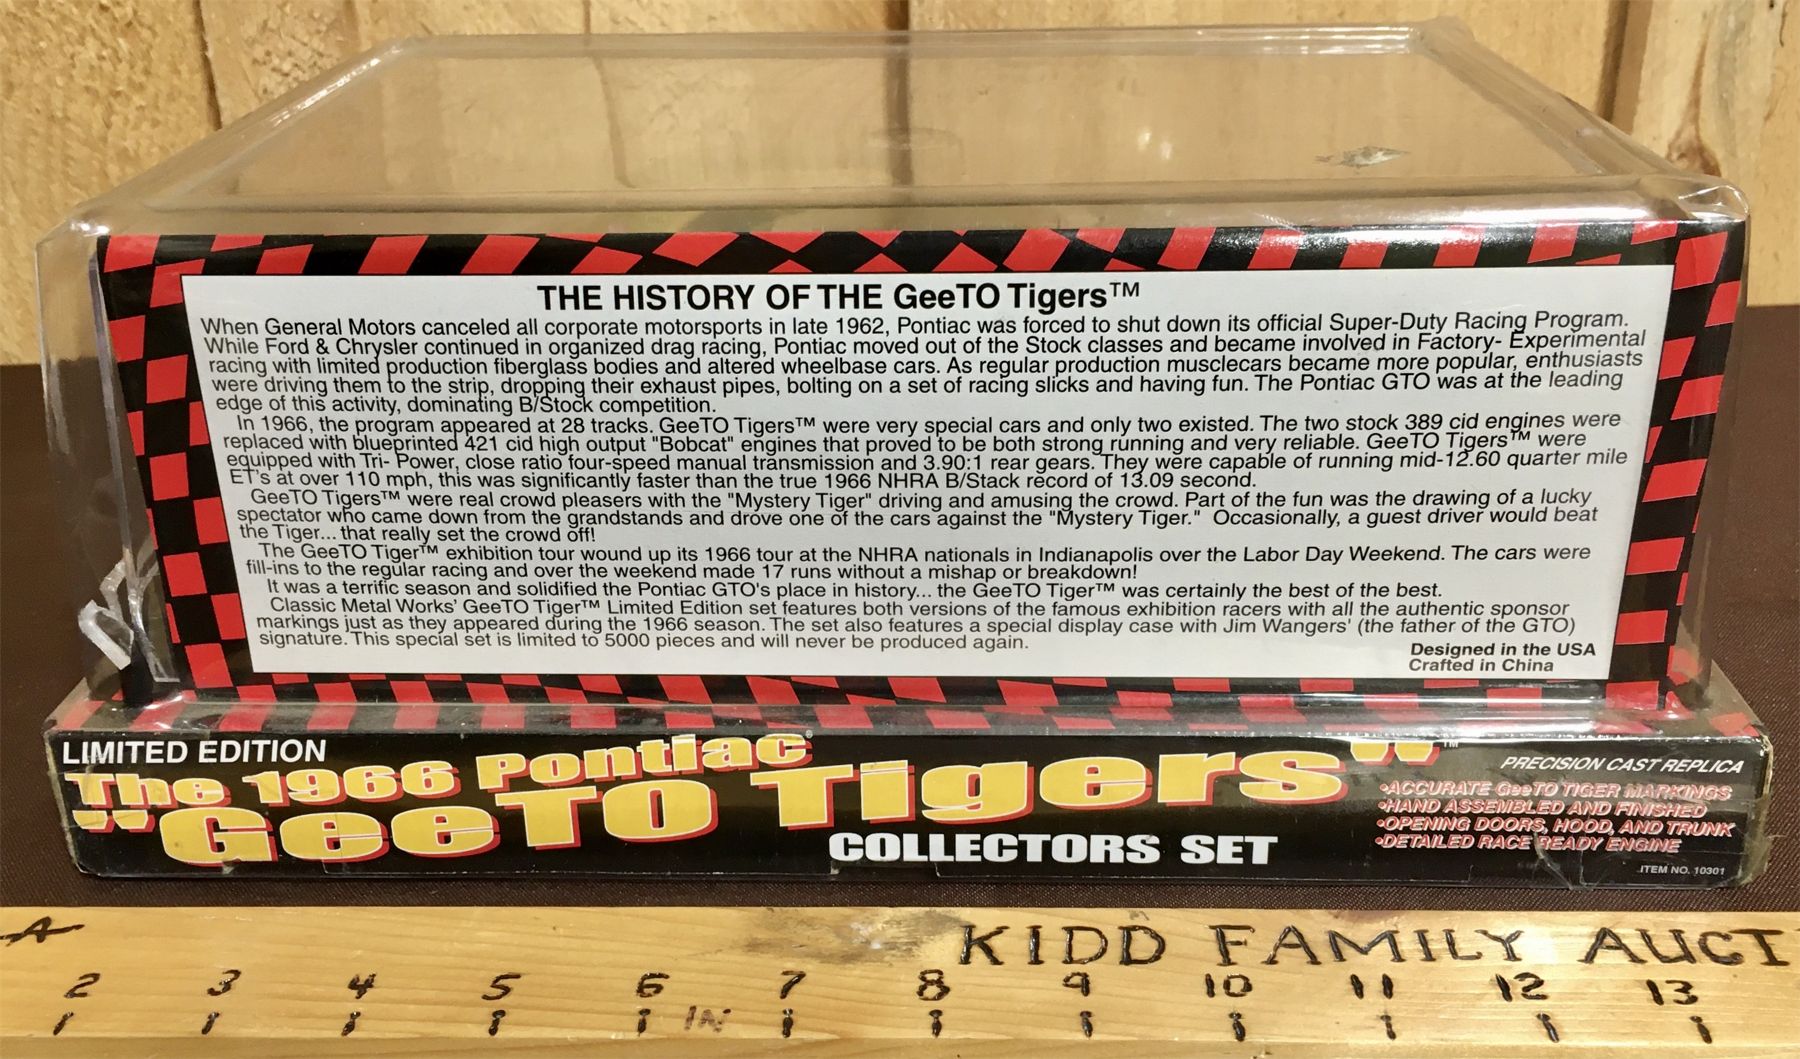 THE HISTORY OF THE GeeTO Tigers™
When General Motors canceled all corporate motorsports in late 1962, Pontiac was forced to shut down its official Super-Duty Racing Program.
While Ford & Chrysler continued in organized drag racing, Pontiac moved out of the Stock classes and became involved in Factory- Experimental
racing with limited production fiberglass bodies and altered wheelbase cars. As regular production musclecars became more popular, enthusiasts
were driving them to the strip, dropping their exhaust pipes, bolting on a set of racing slicks and having fun. The Pontiac GTO was at the leading
edge of this activity, dominating B/Stock competition.
In 1966, the program appeared at 28 tracks. GeeTO Tigers™ were very special cars and only two existed. The two stock 389 cid engines were
replaced with blueprinted 421 cid high output "Bobcat" engines that proved to be both strong running and very reliable. GeeTO Tigers™ were
equipped with Tri- Power, close ratio four-speed manual transmission and 3.90:1 rear gears. They were capable of running mid-12.60 quarter mile
ET's at over 110 mph, this was significantly faster than the true 1966 NHRA B/Stack record of 13.09 second.
GeeTO Tigers™ were real crowd pleasers with the "Mystery Tiger" driving and amusing the crowd. Part of the fun was the drawing of a lucky
spectator who came down from the grandstands and drove one of the cars against the "Mystery Tiger." Occasionally, a guest driver would beat
the Tiger... that really set the crowd off!
The GeeTO Tiger™ exhibition tour wound up its 1966 tour at the NHRA nationals in Indianapolis over the Labor Day Weekend. The cars were
fill-ins to the regular racing and over the weekend made 17 runs without a mishap or breakdown!
It was a terrific season and solidified the Pontiac GTO's place in history... the GeeTO Tiger™ was certainly the best of the best.
Classic Metal Works' GeeTO Tiger™ Limited Edition set features both versions of the famous exhibition racers with all the authentic sponsor
markings just as they appeared during the 1966 season. The set also features a special display case with Jim Wangers' (the father of the GTO)
signature. This special set is limited to 5000 pieces and will never be produced again.
Designed in the USA
Crafted in China
LIMITED EDITION
The 1966 Pontiac®
"GeeTO Tigers"™
COLLECTORS SET
PRECISION CAST REPLICA
•ACCURATE GeeTO TIGER MARKINGS
•HAND ASSEMBLED AND FINISHED
•OPENING DOORS, HOOD, AND TRUNK
•DETAILED RACE READY ENGINE
ITEM NO. 10301
KIDD FAMILY AUCTI
2 3 4 5 6 7 8 9 10 11 12 13
IN